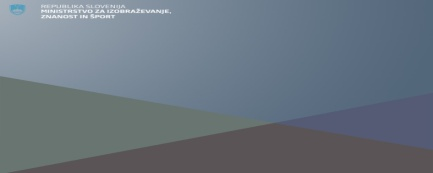 REPUBLIKA SLOVENIJA
MINISTRSTVO ZA IZOBRAŽEVANJE,
ZNANOST IN ŠPORT